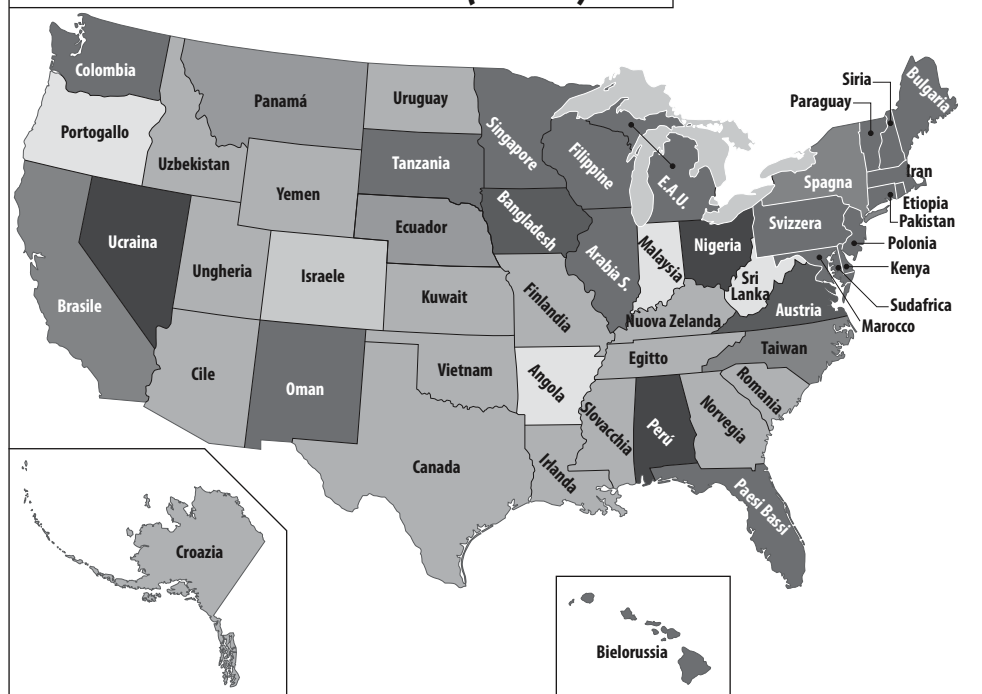 Colombia
Portogallo
Uzbekistan
Panamá
Uruguay
Tanzania
Yemen
Ecuador
Ucraina
Ungheria
Israele
Kuwait
Brasile
Cile
Oman
Vietnam
Canada
Singapore
Filippine
E.A.U.
Bangladesh
Arabia S.
Malaysia
Nigeria
Finlandia
Nuova Zelanda
Sri
Lanka
Angola
Egitto
Slovacchia
Perú
Norvegia
Romania
Taiwan
Austria
Irlanda
Paesi Bassi
Svizzera
Spagna
Paraguay
Siria
Bulgaria
Iran
Etiopia
Pakistan
Polonia
Kenya
Sudafrica
Marocco
Croazia
Bielorussia